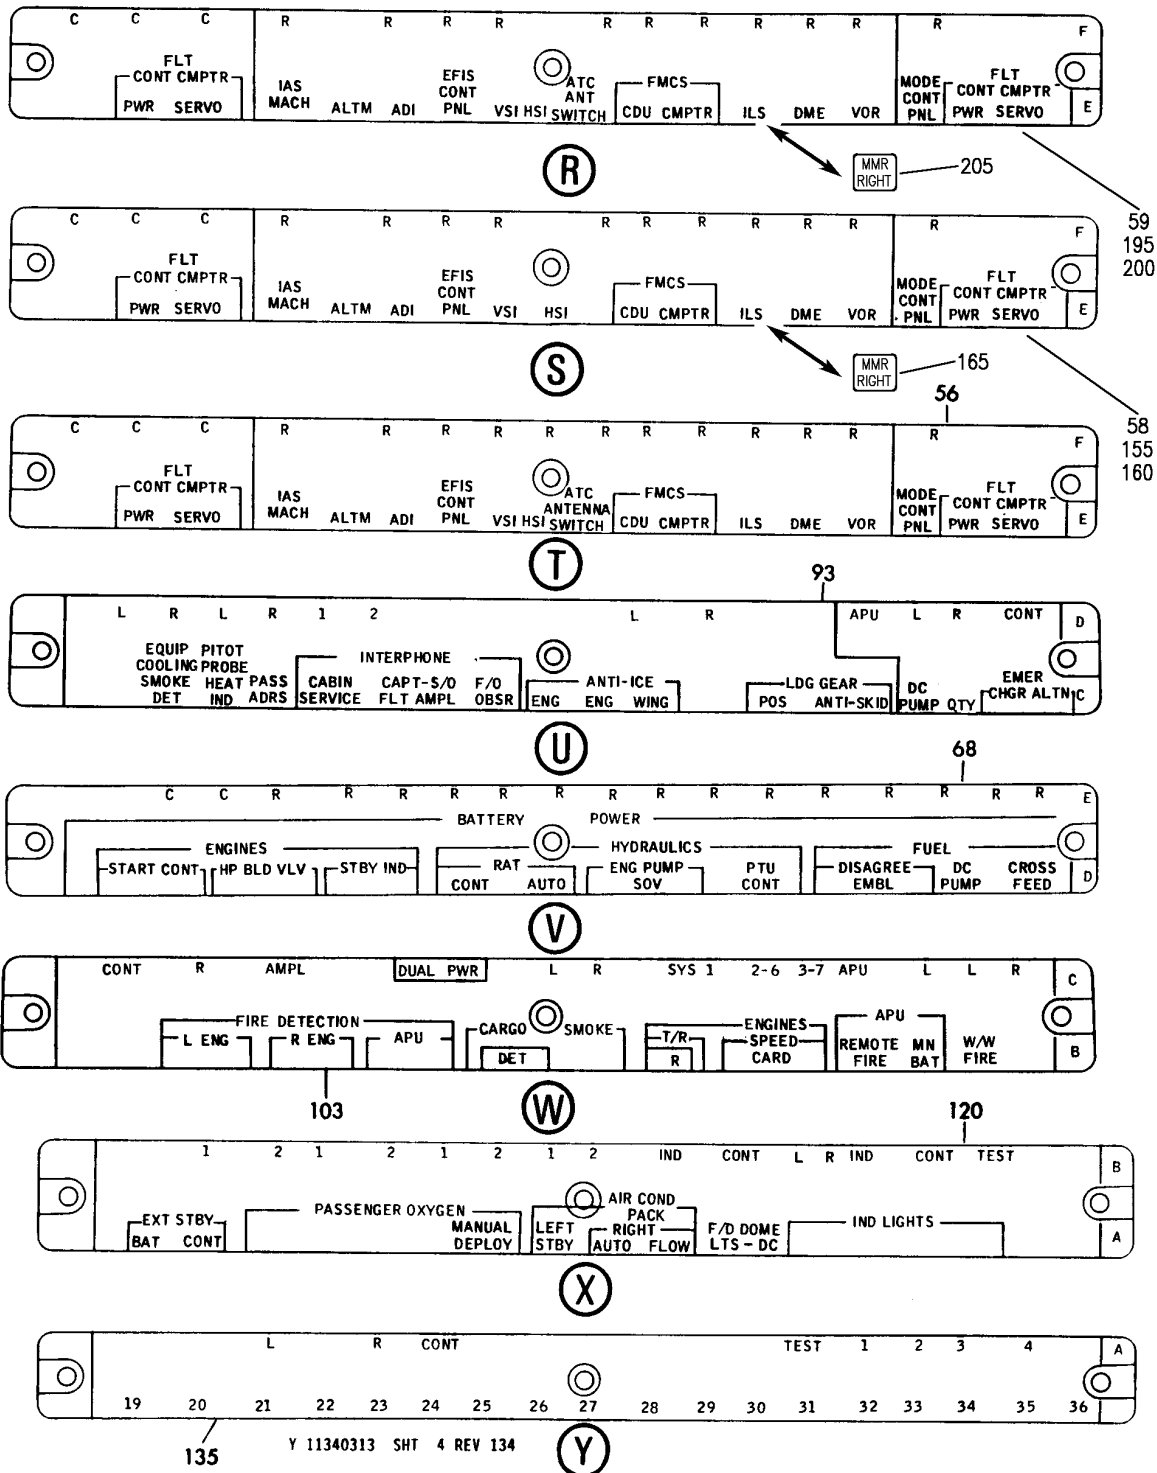 C C C R R R R R R R R R R R F
FLT CONT CMPTR
PWR SERVO
IAS MACH
ALTM ADI
EFIS CONT PNL
VSI HSI
ATC ANT SWITCH
FMCS
CDU CMPTR
ILS DME VOR
MODE CONT PNL
FLT CONT CMPTR
PWR SERVO
E
R
MMR RIGHT
205
59
195
200
C C C R R R R R R R R R R R F
FLT CONT CMPTR
PWR SERVO
IAS MACH
ALTM ADI
EFIS CONT PNL
VSI HSI
FMCS
CDU CMPTR
ILS DME VOR
MODE CONT PNL
FLT CONT CMPTR
PWR SERVO
E
S
MMR RIGHT
165
56
58
155
160
C C C R R R R R R R R R R R R F
FLT CONT CMPTR
PWR SERVO
IAS MACH
ALTM ADI
EFIS CONT PNL
VSI HSI
ATC ANTENNA SWITCH
FMCS
CDU CMPTR
ILS DME VOR
MODE CONT PNL
FLT CONT CMPTR
PWR SERVO
E
T
93
L R L R 1 2 L R APU L R CONT D
EQUIP COOLING SMOKE DET
PITOT PROBE HEAT IND
PASS ADRS
INTERPHONE
CABIN SERVICE
CAPT-S/O FLT AMPL
F/O OBSR
ANTI-ICE
ENG ENG WING
LDG GEAR
POS ANTI-SKID
DC PUMP QTY
EMER CHGR ALTN
C
U
68
C C R R R R R R R R R R R R R R E
BATTERY POWER
ENGINES
START CONT HP BLD VLV STBY IND
HYDRAULICS
RAT
CONT AUTO
ENG PUMP SOV
PTU CONT
FUEL
DISAGREE EMBL
DC PUMP
CROSS FEED
D
V
CONT R AMPL DUAL PWR L R SYS 1 2-6 3-7 APU L L R C
FIRE DETECTION
L ENG R ENG APU
CARGO SMOKE
DET
T/R
R
ENGINES
SPEED CARD
APU
REMOTE FIRE
MN BAT
W/W FIRE
B
103
W
120
1 2 1 2 1 2 1 2 IND CONT L R IND CONT TEST B
EXT STBY
BAT CONT
PASSENGER OXYGEN
MANUAL DEPLOY
AIR COND PACK
LEFT STBY
RIGHT
AUTO FLOW
F/D DOME LTS - DC
IND LIGHTS
A
X
L R CONT TEST 1 2 3 4 A
19 20 21 22 23 24 25 26 27 28 29 30 31 32 33 34 35 36
135
Y 11340313 SHT 4 REV 134
Y